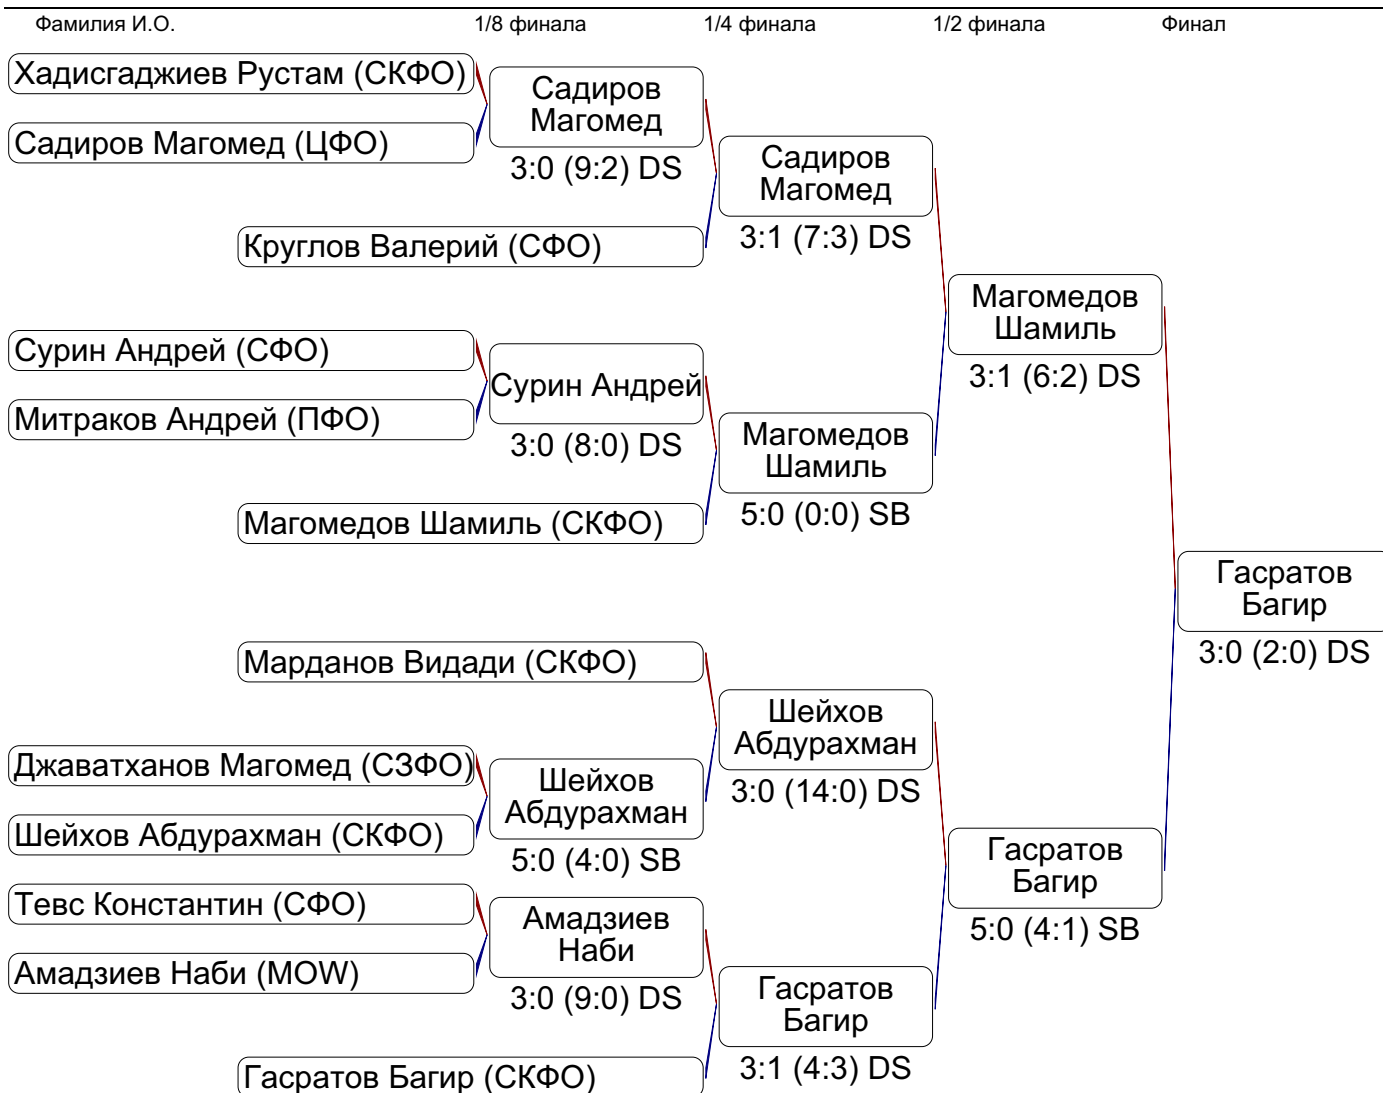 Фамилия И.О. 1/8 финала 1/4 финала 1/2 финала Финал
Хадисгаджиев Рустам (СКФО)
Садиров
Магомед
3:0 (9:2) DS
Садиров Магомед (ЦФО)
Садиров
Магомед
3:1 (7:3) DS
Круглов Валерий (СФО)
Магомедов
Шамиль
3:1 (6:2) DS
Сурин Андрей (СФО)
Сурин Андрей
3:0 (8:0) DS
Митраков Андрей (ПФО)
Магомедов
Шамиль
5:0 (0:0) SB
Магомедов Шамиль (СКФО)
Гасратов
Багир
3:0 (2:0) DS
Марданов Видади (СКФО)
Шейхов
Абдурахман
3:0 (14:0) DS
Джаватханов Магомед (СЗФО)
Шейхов
Абдурахман
5:0 (4:0) SB
Шейхов Абдурахман (СКФО)
Гасратов
Багир
5:0 (4:1) SB
Тевс Константин (СФО)
Амадзиев
Наби
3:0 (9:0) DS
Амадзиев Наби (MOW)
Гасратов
Багир
3:1 (4:3) DS
Гасратов Багир (СКФО)